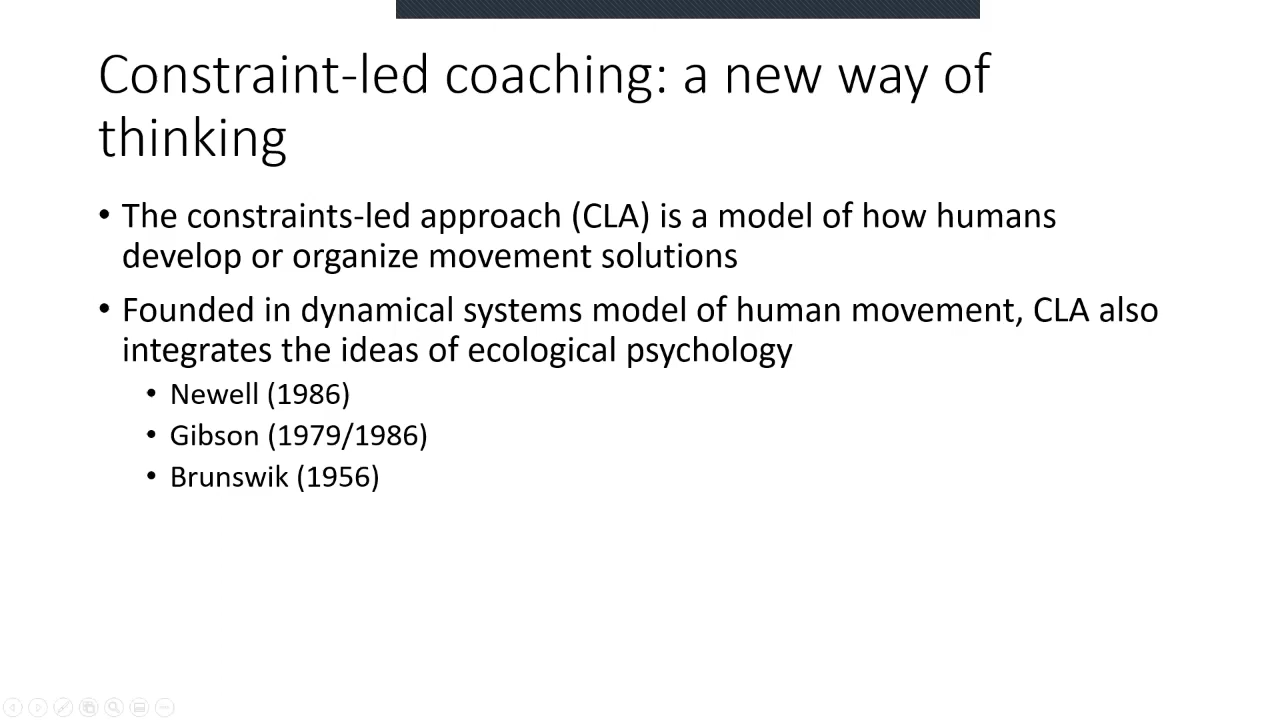 Constraint-led coaching: a new way of
thinking
• The constraints-led approach (CLA) is a model of how humans
develop or organize movement solutions
• Founded in dynamical systems model of human movement, CLA also
integrates the ideas of ecological psychology
• Newell (1986)
• Gibson (1979/1986)
• Brunswik (1956)